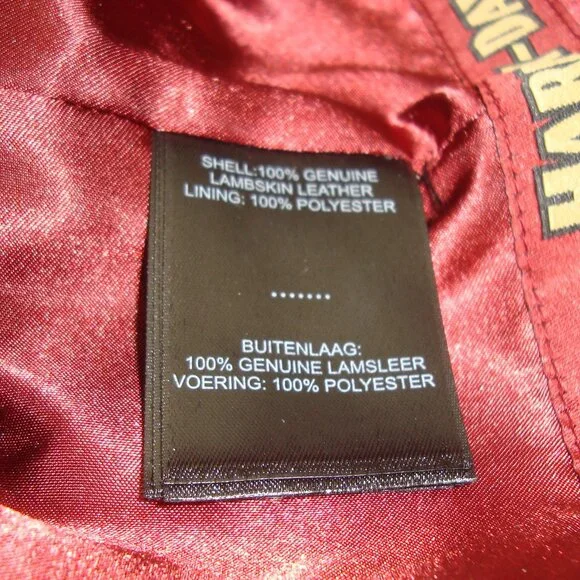 SHELL:100% GENUINE
LAMBSKIN LEATHER
LINING: 100% POLYESTER
.......
BUITENLAAG:
100% GENUINE LAMSLEER
VOERING: 100% POLYESTER